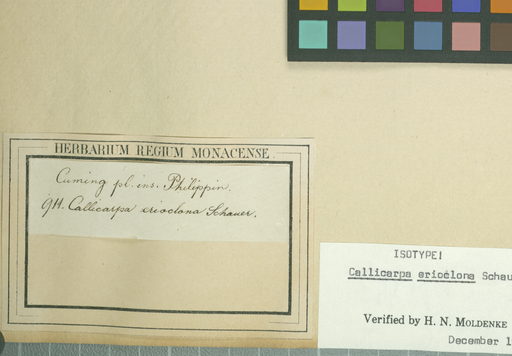 HERBARIUM REGIUM MONACENSE.
Cuming pl. ins. Philippin.
Callicarpa erioclona Schauer.
ISOTYPE!
Callicarpa erioclona Schau
Verified by H. N. MOLDENKE
December 1